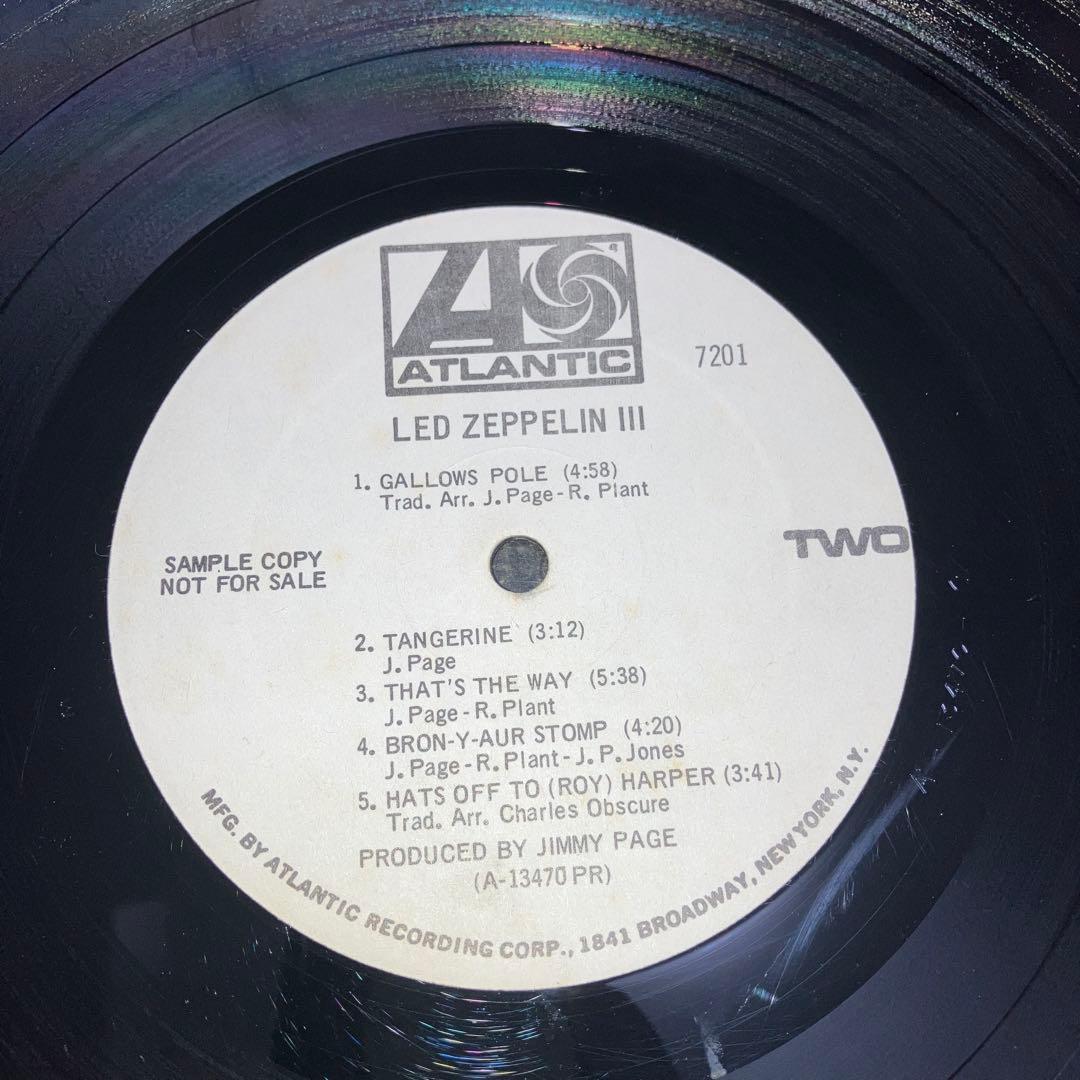 ATLANTIC
7201
LED ZEPPELIN III
1. GALLOWS POLE (4:58)
Trad. Arr. J. Page-R. Plant
TWO
SAMPLE COPY
NOT FOR SALE
2. TANGERINE (3:12)
J. Page
3. THAT'S THE WAY (5:38)
J. Page-R. Plant
4. BRON-Y-AUR STOMP (4:20)
J. Page-R. Plant-J. P. Jones
5. HATS OFF TO (ROY) HARPER (3:41)
Trad. Arr. Charles Obscure
PRODUCED BY JIMMY PAGE
(A-13470 PR)
MFG. BY ATLANTIC RECORDING CORP., 1841 BROADWAY, NEW YORK, N.Y.